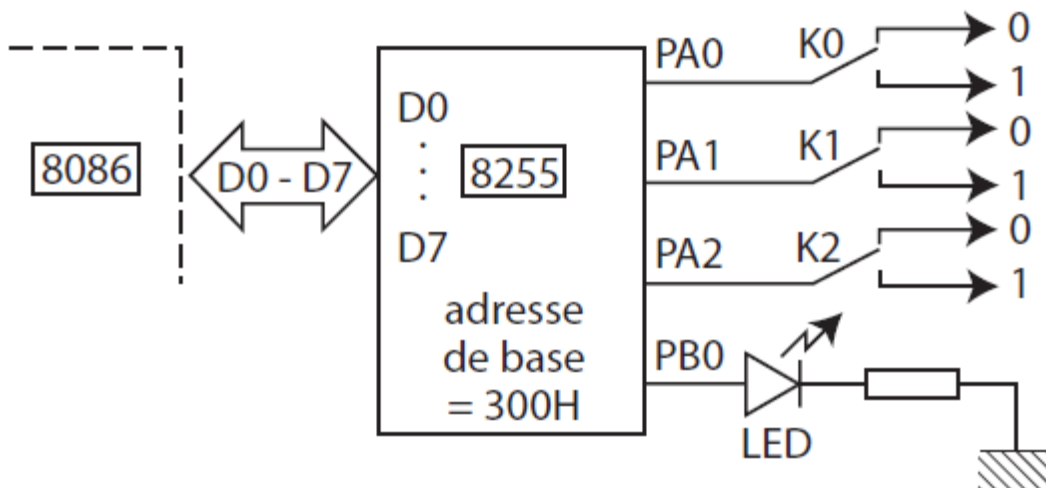 PA0 K0 0
1
D0
8086
D0 - D7
8255
PA1 K1 0
1
D7
PA2 K2 0
1
adresse
de base
= 300H
PB0
LED